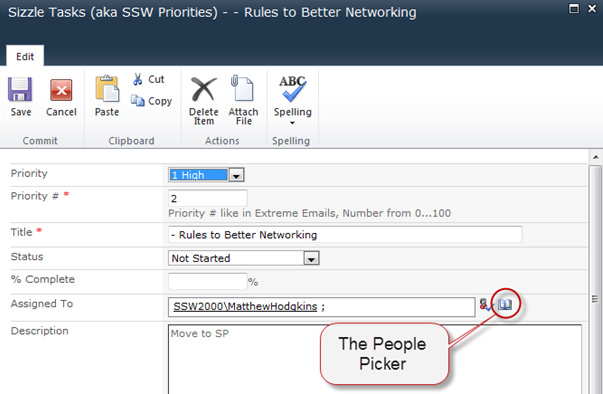 Sizzle Tasks (aka SSW Priorities) - - Rules to Better Networking
Edit
Save
Cancel
Paste
Cut
Copy
Delete Item
Attach File
ABC
Spelling
Commit
Clipboard
Actions
Spelling
Priority
1 High
Priority # *
2
Priority # like in Extreme Emails, Number from 0...100
Title *
- Rules to Better Networking
Status
Not Started
% Complete
%
Assigned To
SSW2000\MatthewHodgkins ;
Description
Move to SP
The People
Picker